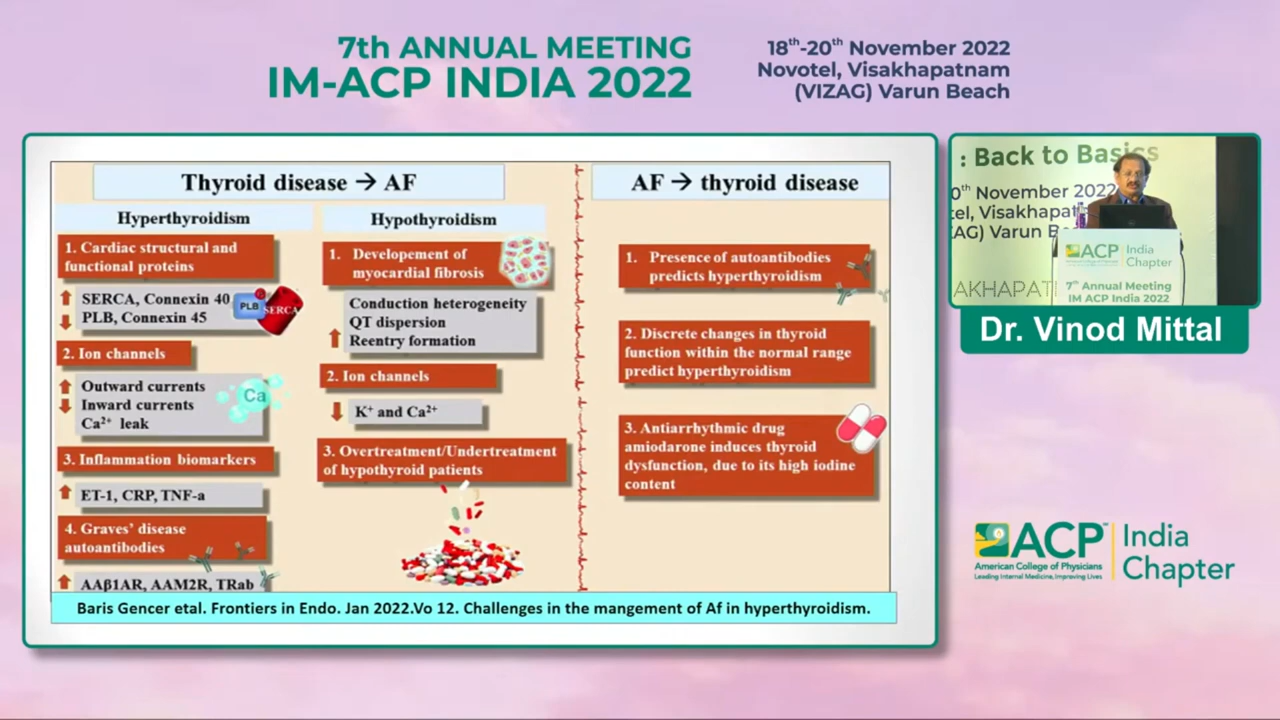 7th ANNUAL MEETING
IM-ACP INDIA 2022
18th-20th November 2022
Novotel, Visakhapatnam
(VIZAG) Varun Beach
Thyroid disease → AF
Hyperthyroidism
1. Cardiac structural and
functional proteins
SERCA, Connexin 40
PLB, Connexin 45
PLB
SERCA
2. Ion channels
Outward currents
Inward currents
Ca²⁺ leak
Ca
3. Inflammation biomarkers
ET-1, CRP, TNF-a
4. Graves’ disease
autoantibodies
AAβ1AR, AAM2R, TRab
Hypothyroidism
1. Developement of
myocardial fibrosis
Conduction heterogeneity
QT dispersion
Reentry formation
2. Ion channels
K⁺ and Ca²⁺
3. Overtreatment/Undertreatment
of hypothyroid patients
AF → thyroid disease
1. Presence of autoantibodies
predicts hyperthyroidism
2. Discrete changes in thyroid
function within the normal range
predict hyperthyroidism
3. Antiarrhythmic drug
amiodarone induces thyroid
dysfunction, due to its high iodine
content
Baris Gencer etal. Frontiers in Endo. Jan 2022.Vo 12. Challenges in the mangement of Af in hyperthyroidism.
: Back to Basics
0th November 2022
tel, Visakhapat
AG) Varun B
AKHAPAT
ACP India
Chapter
7th Annual Meeting
IM ACP India 2022
Dr. Vinod Mittal
ACP™ India
Chapter
American College of Physicians
Leading Internal Medicine, Improving Lives